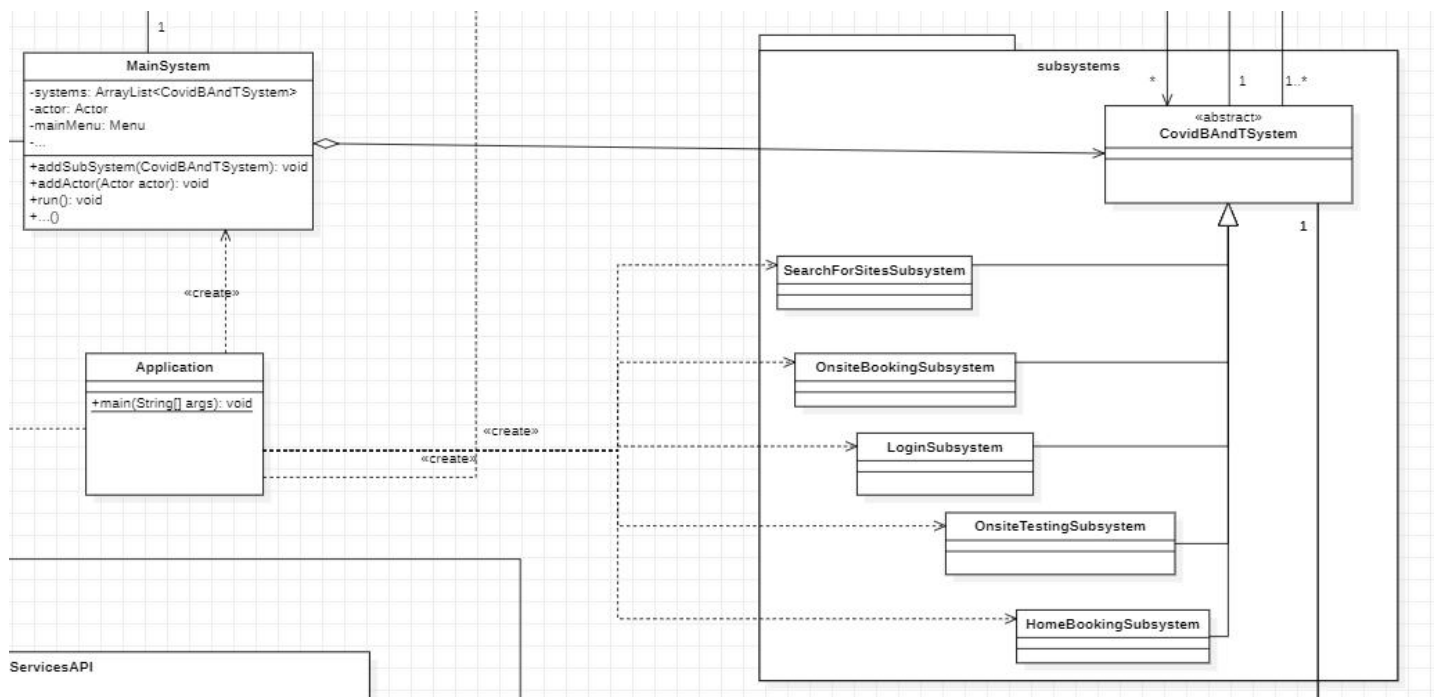 1
MainSystem
-systems: ArrayList<CovidBAndTSystem>
-actor: Actor
-mainMenu: Menu
-...
+addSubSystem(CovidBAndTSystem): void
+addActor(Actor actor): void
+run(): void
+...()
«create»
Application
+main(String[] args): void
«create»
«create»
ServicesAPI
subsystems
*
1
1..*
«abstract»
CovidBAndTSystem
1
SearchForSitesSubsystem
OnsiteBookingSubsystem
LoginSubsystem
OnsiteTestingSubsystem
HomeBookingSubsystem